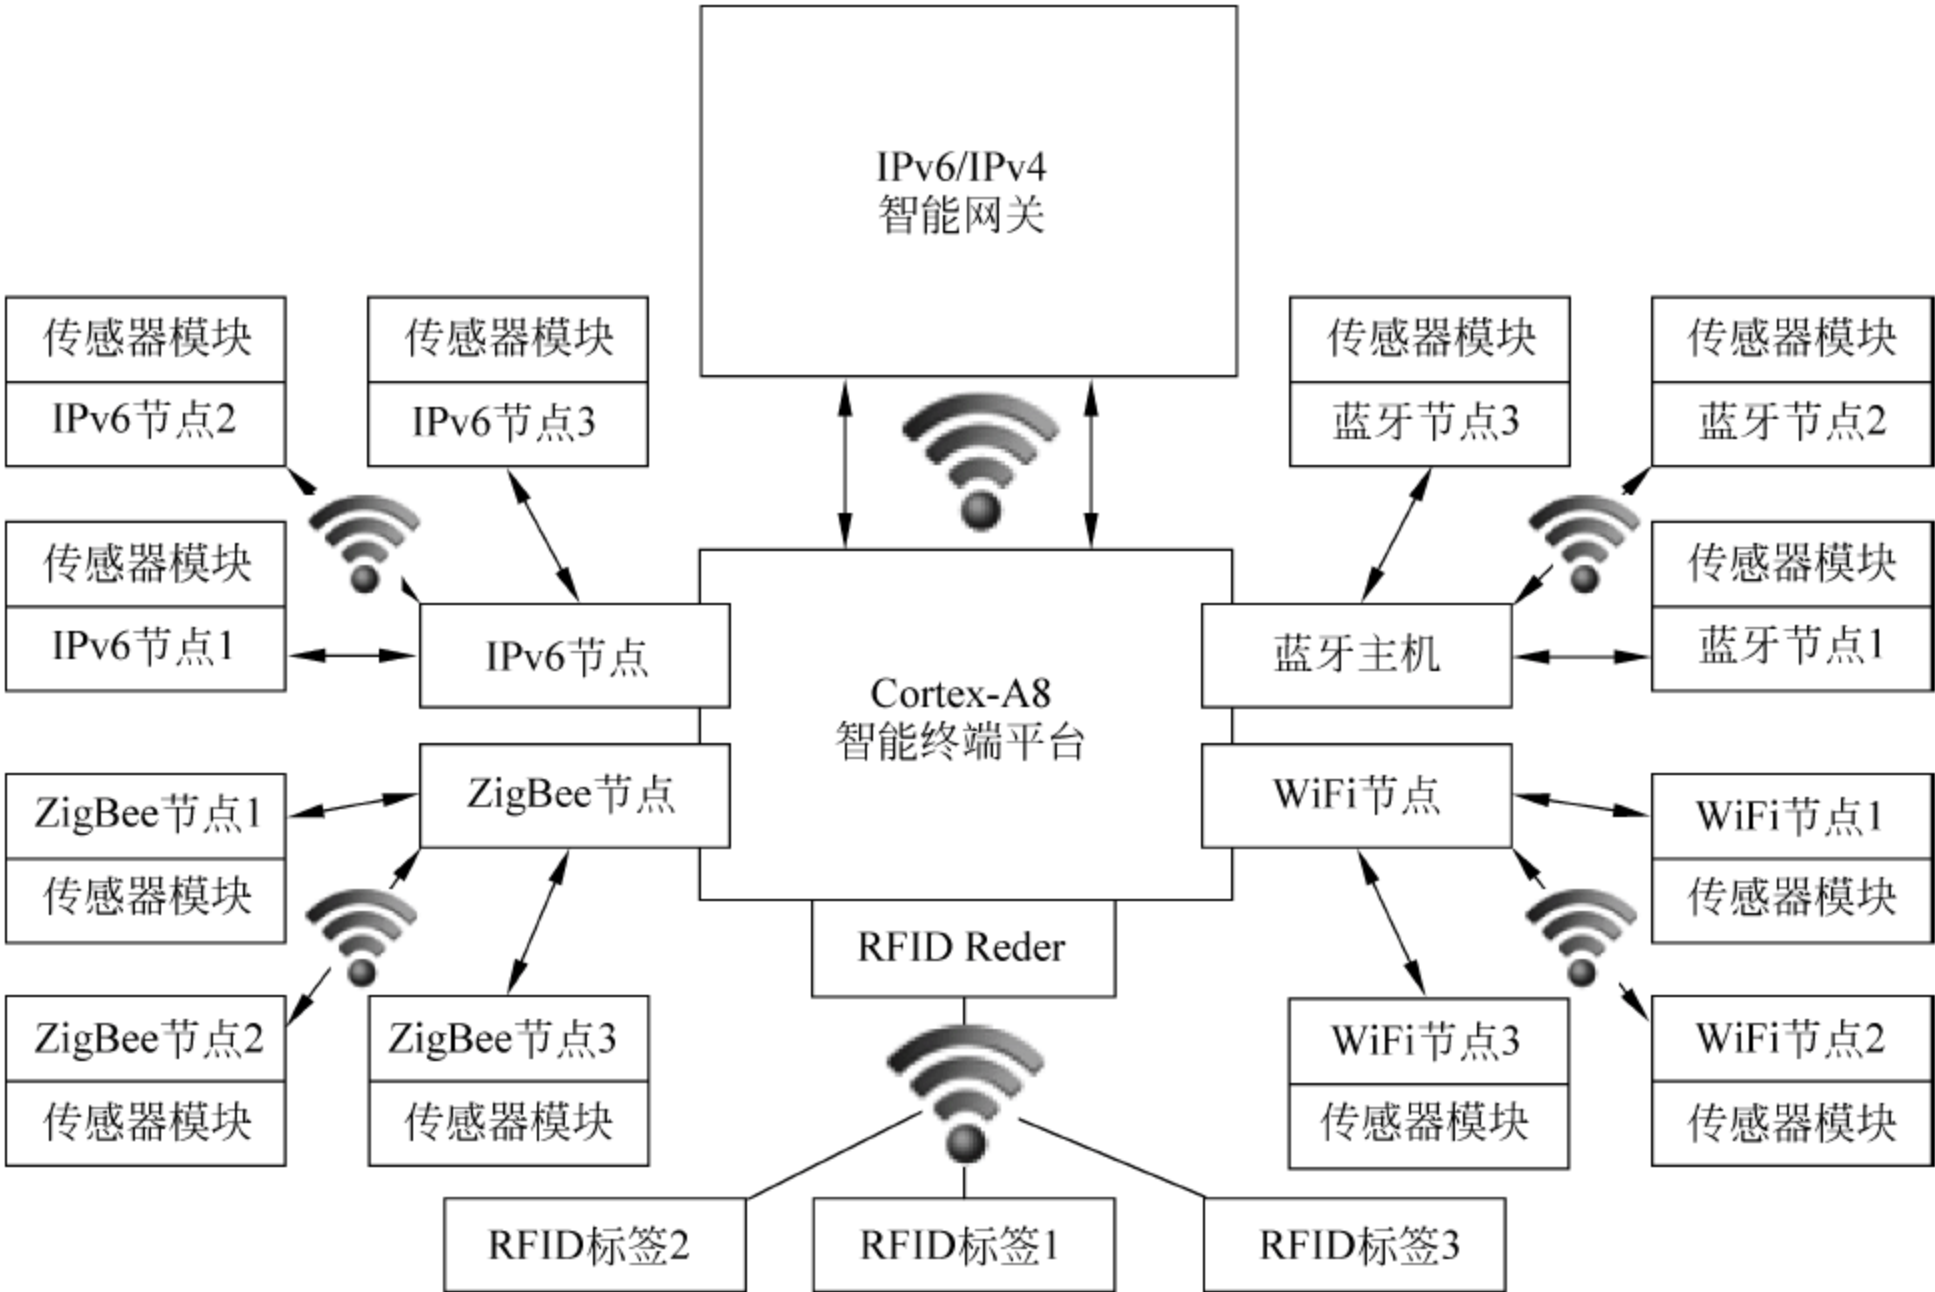 IPv6/IPv4
智能网关
传感器模块
IPv6节点2
传感器模块
IPv6节点3
传感器模块
蓝牙节点3
传感器模块
蓝牙节点2
传感器模块
IPv6节点1
传感器模块
蓝牙节点1
IPv6节点
蓝牙主机
Cortex-A8
智能终端平台
ZigBee节点
WiFi节点
ZigBee节点1
传感器模块
WiFi节点1
传感器模块
RFID Reder
ZigBee节点2
传感器模块
ZigBee节点3
传感器模块
WiFi节点3
传感器模块
WiFi节点2
传感器模块
RFID标签2
RFID标签1
RFID标签3